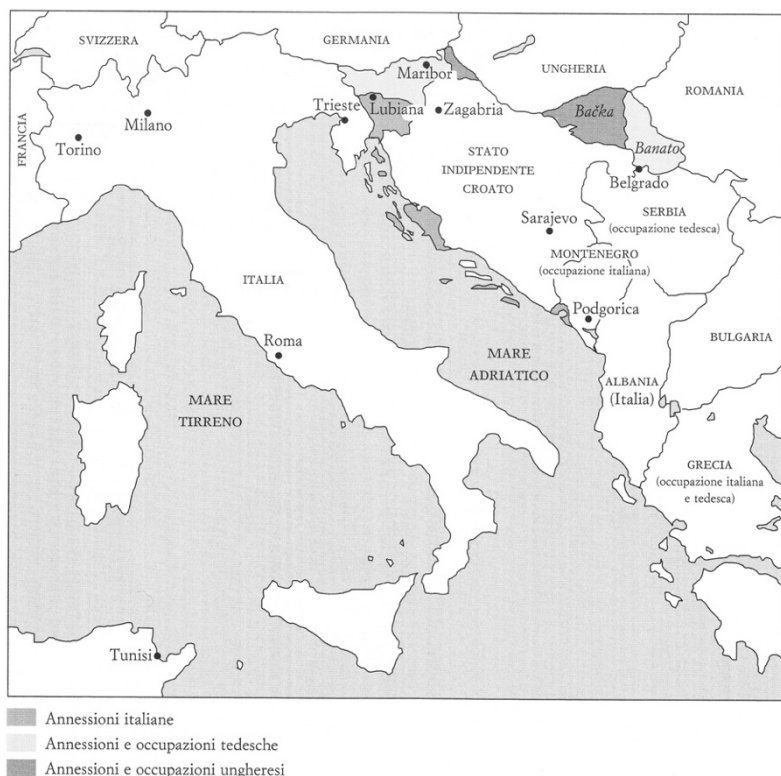 SVIZZERA
GERMANIA
Maribor
UNGHERIA
ROMANIA
Trieste
Lubiana
Zagabria
Bačka
Milano
FRANCIA
Torino
Banato
STATO
INDIPENDENTE
CROATO
Belgrado
Sarajevo
SERBIA
(occupazione tedesca)
MONTENEGRO
(occupazione italiana)
ITALIA
Podgorica
Roma
BULGARIA
MARE
ADRIATICO
ALBANIA
(Italia)
MARE
TIRRENO
GRECIA
(occupazione italiana
e tedesca)
Tunisi
Annessioni italiane
Annessioni e occupazioni tedesche
Annessioni e occupazioni ungheresi